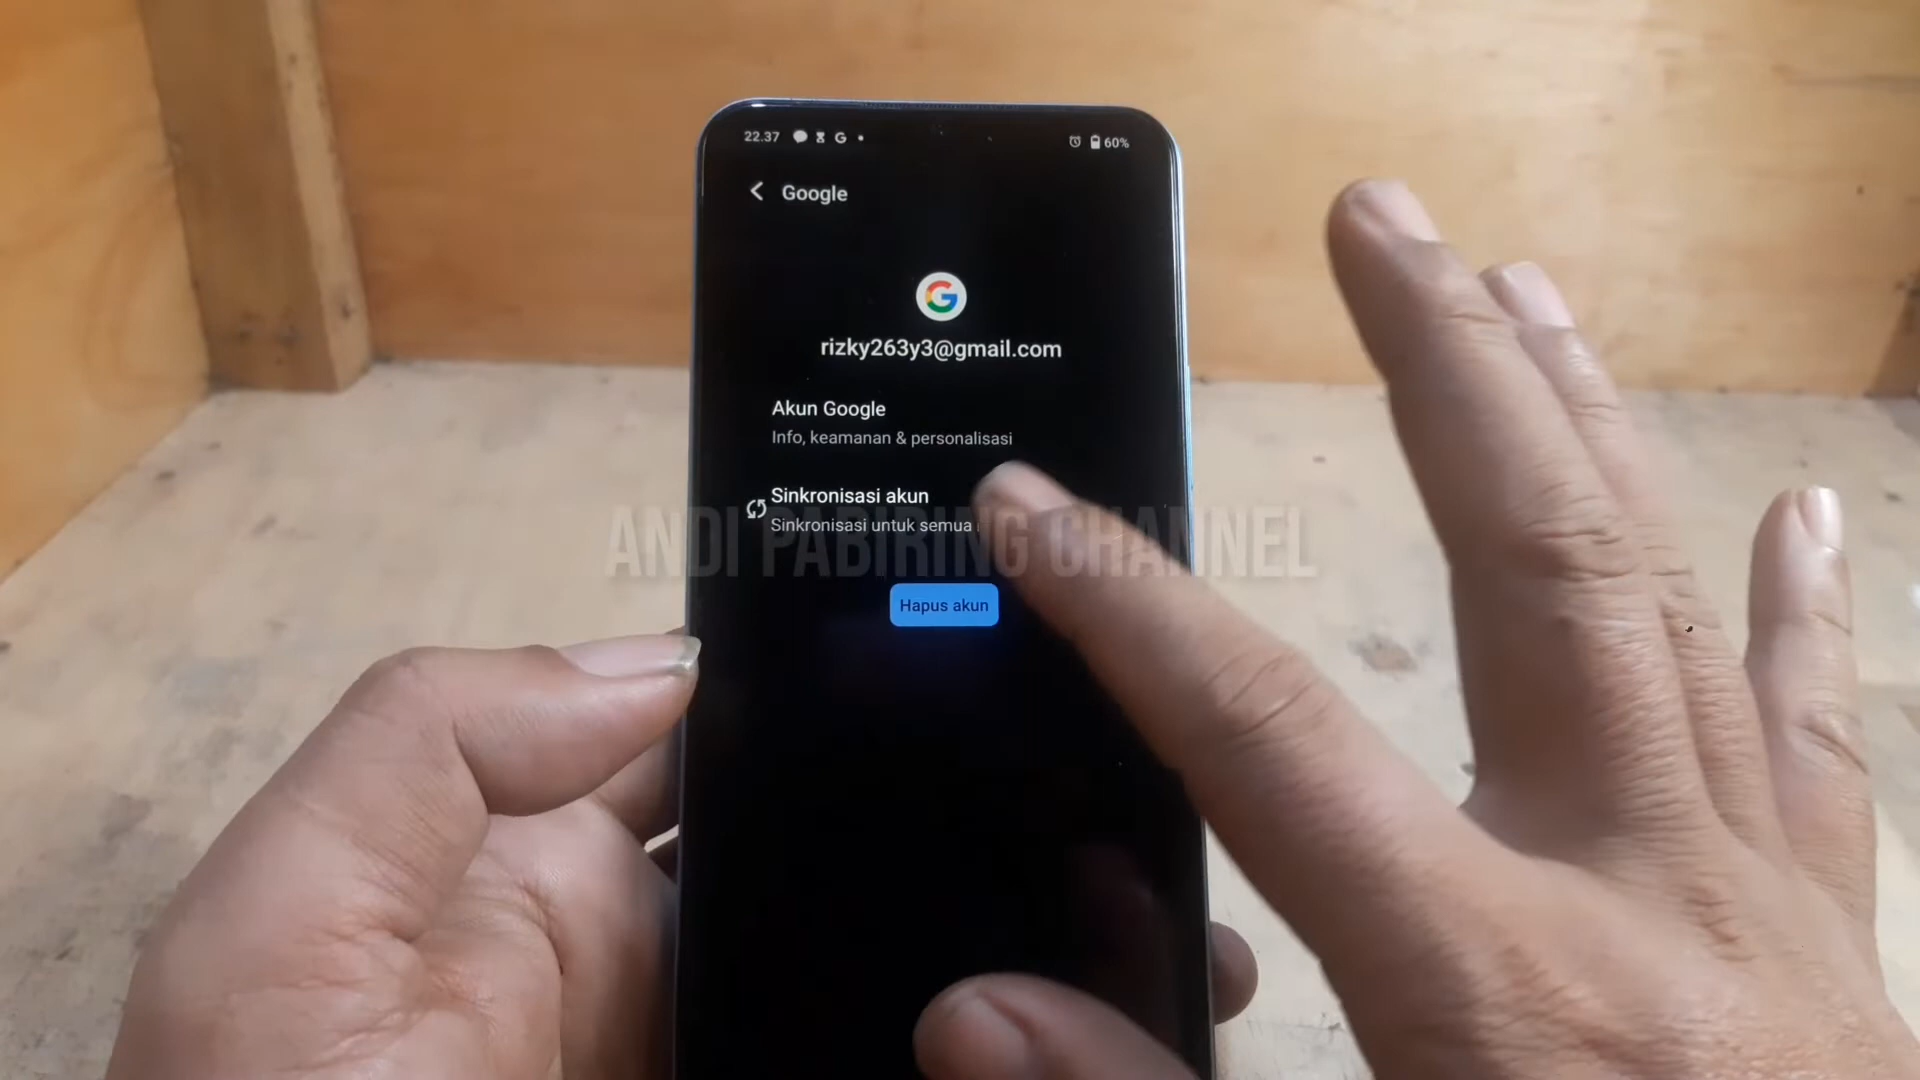 22.37 G 60%
Google
G
rizky263y3@gmail.com
Akun Google
Info, keamanan & personalisasi
Sinkronisasi akun
Sinkronisasi untuk semua
ANDI PABIRING CHANNEL
Hapus akun